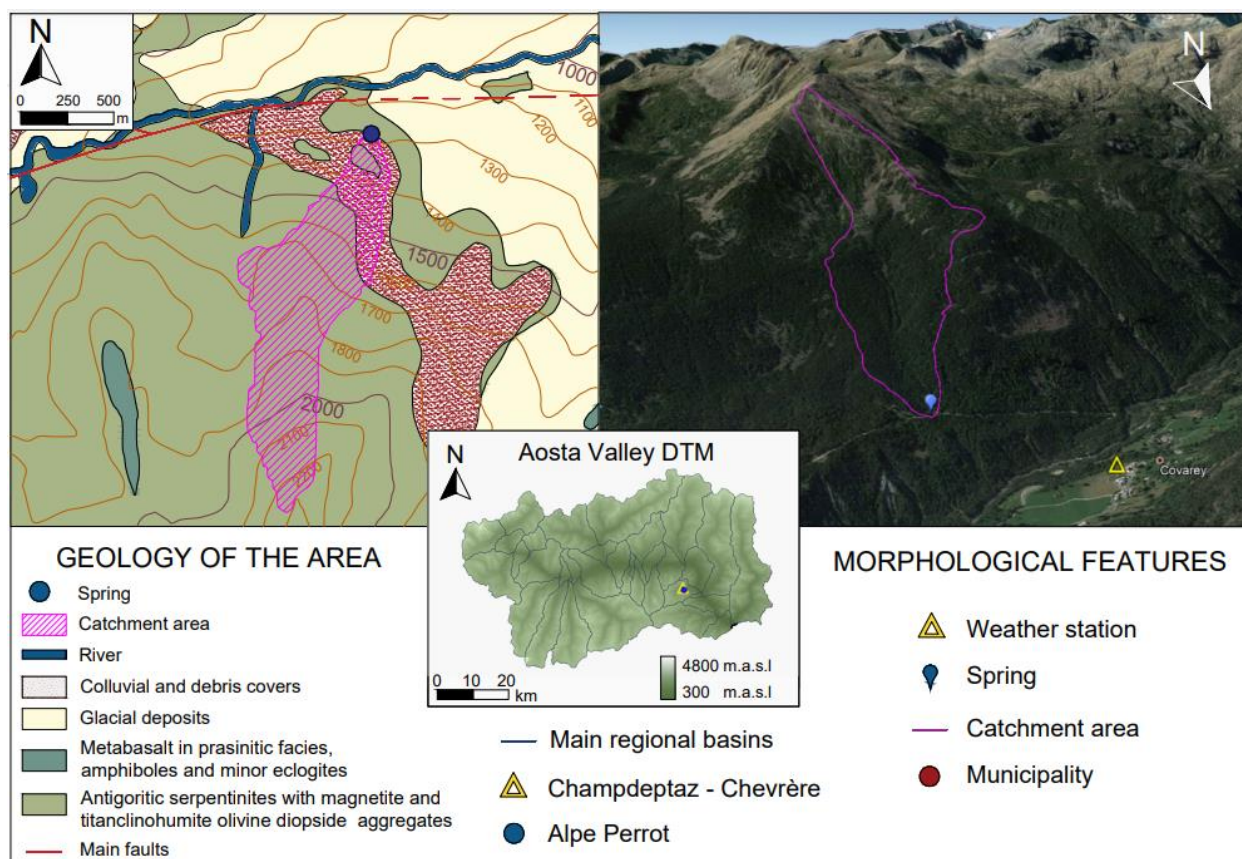 N
0 250 500
m
1000
1100
1200
1300
1500
1700
1800
2000
2100
2200
N
Covarey
Aosta Valley DTM
N
4800 m.a.s.l
300 m.a.s.l
0 10 20
km
GEOLOGY OF THE AREA
Spring
Catchment area
River
Colluvial and debris covers
Glacial deposits
Metabasalt in prasinitic facies,
amphiboles and minor eclogites
Antigoritic serpentinites with magnetite and
titanclinohumite olivine diopside aggregates
Main faults
Main regional basins
Champdeptaz - Chevrère
Alpe Perrot
MORPHOLOGICAL FEATURES
Weather station
Spring
Catchment area
Municipality